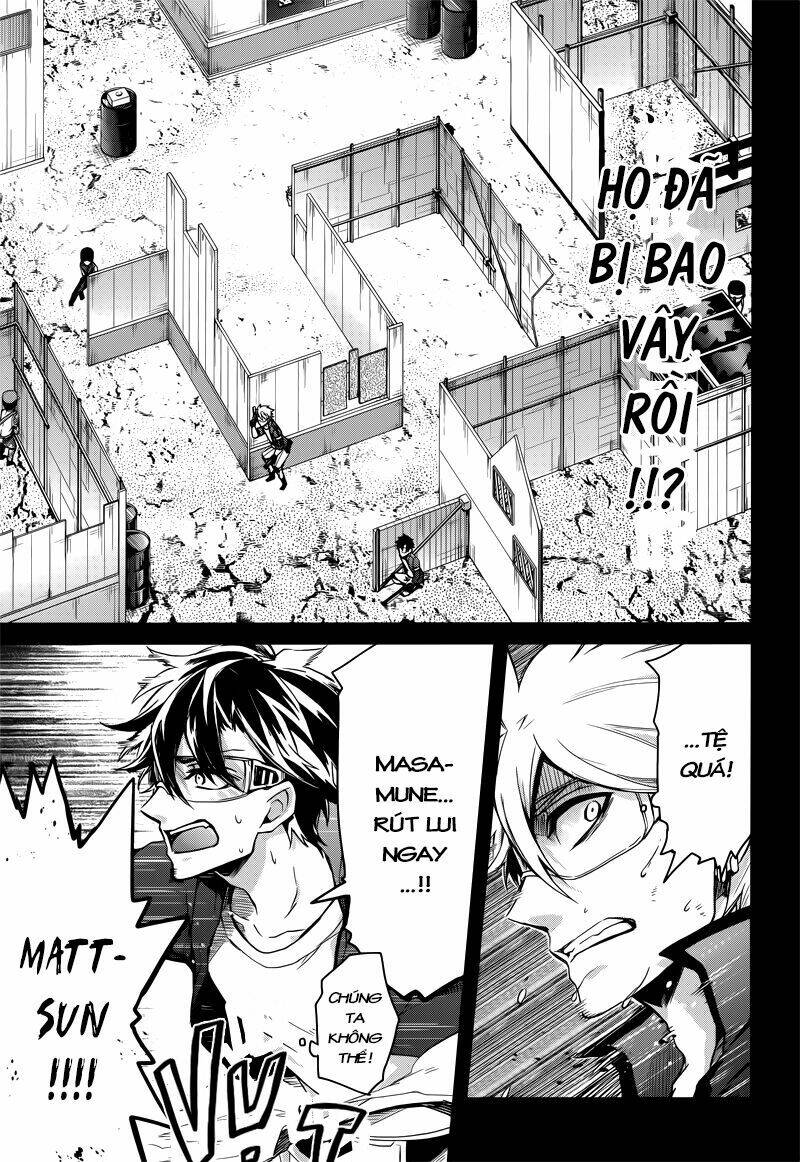 HỌ ĐÃ
BỊ BAO
VÂY
RỒI
!!?
...TỆ
QUÁ!
MASA-
MUNE...
RÚT LUI
NGAY
...!!
CHÚNG
TA
KHÔNG
THỂ!
MATT-
SUN
!!!!
VỤT